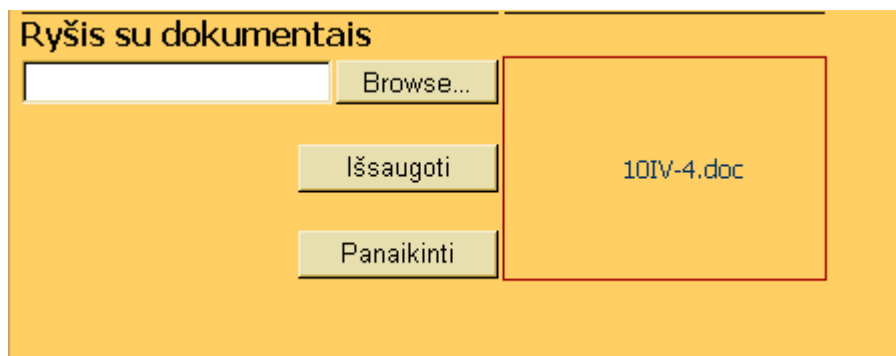 Ryšis su dokumentais
Browse...
Išsaugoti
10IV-4.doc
Panaikinti